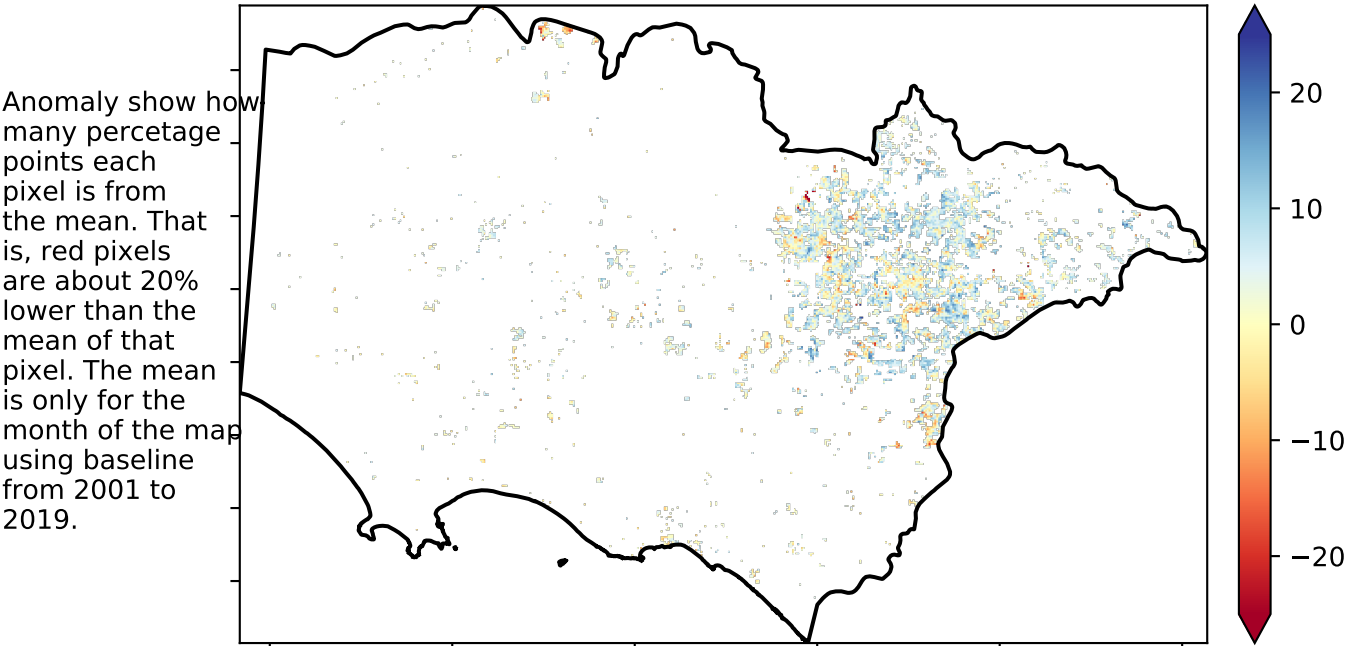 Anomaly show how
many percetage
points each
pixel is from
the mean. That
is, red pixels
are about 20%
lower than the
mean of that
pixel. The mean
is only for the
month of the map
using baseline
from 2001 to
2019.
20
10
0
−10
−20